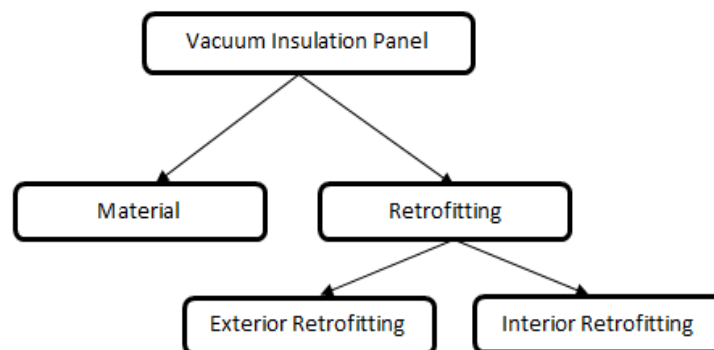 Vacuum Insulation Panel
Material
Retrofitting
Exterior Retrofitting
Interior Retrofitting